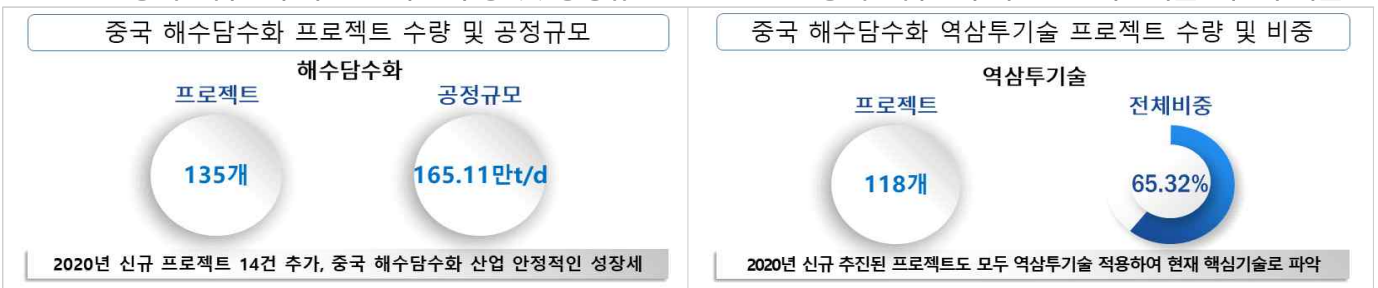 중국 해수담수화 프로젝트 수량 및 공정규모
해수담수화
프로젝트
공정규모
135개
165.11만t/d
2020년 신규 프로젝트 14건 추가, 중국 해수담수화 산업 안정적인 성장세
중국 해수담수화 역삼투기술 프로젝트 수량 및 비중
역삼투기술
프로젝트
전체비중
118개
65.32%
2020년 신규 추진된 프로젝트도 모두 역삼투기술 적용하여 현재 핵심기술로 파악